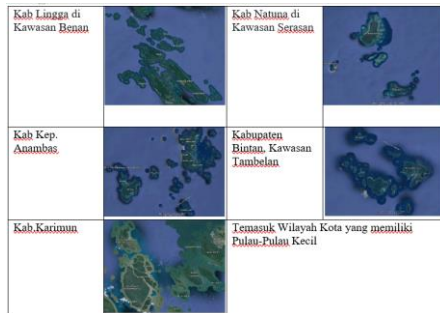 Kab Lingga di
Kawasan Benan
Kab Natuna di
Kawasan Serasan
Kab Kep.
Anambas
Kabupaten
Bintan, Kawasan
Tambelan
Kab.Karimun
Temasuk Wilayah Kota yang memiliki
Pulau-Pulau Kecil